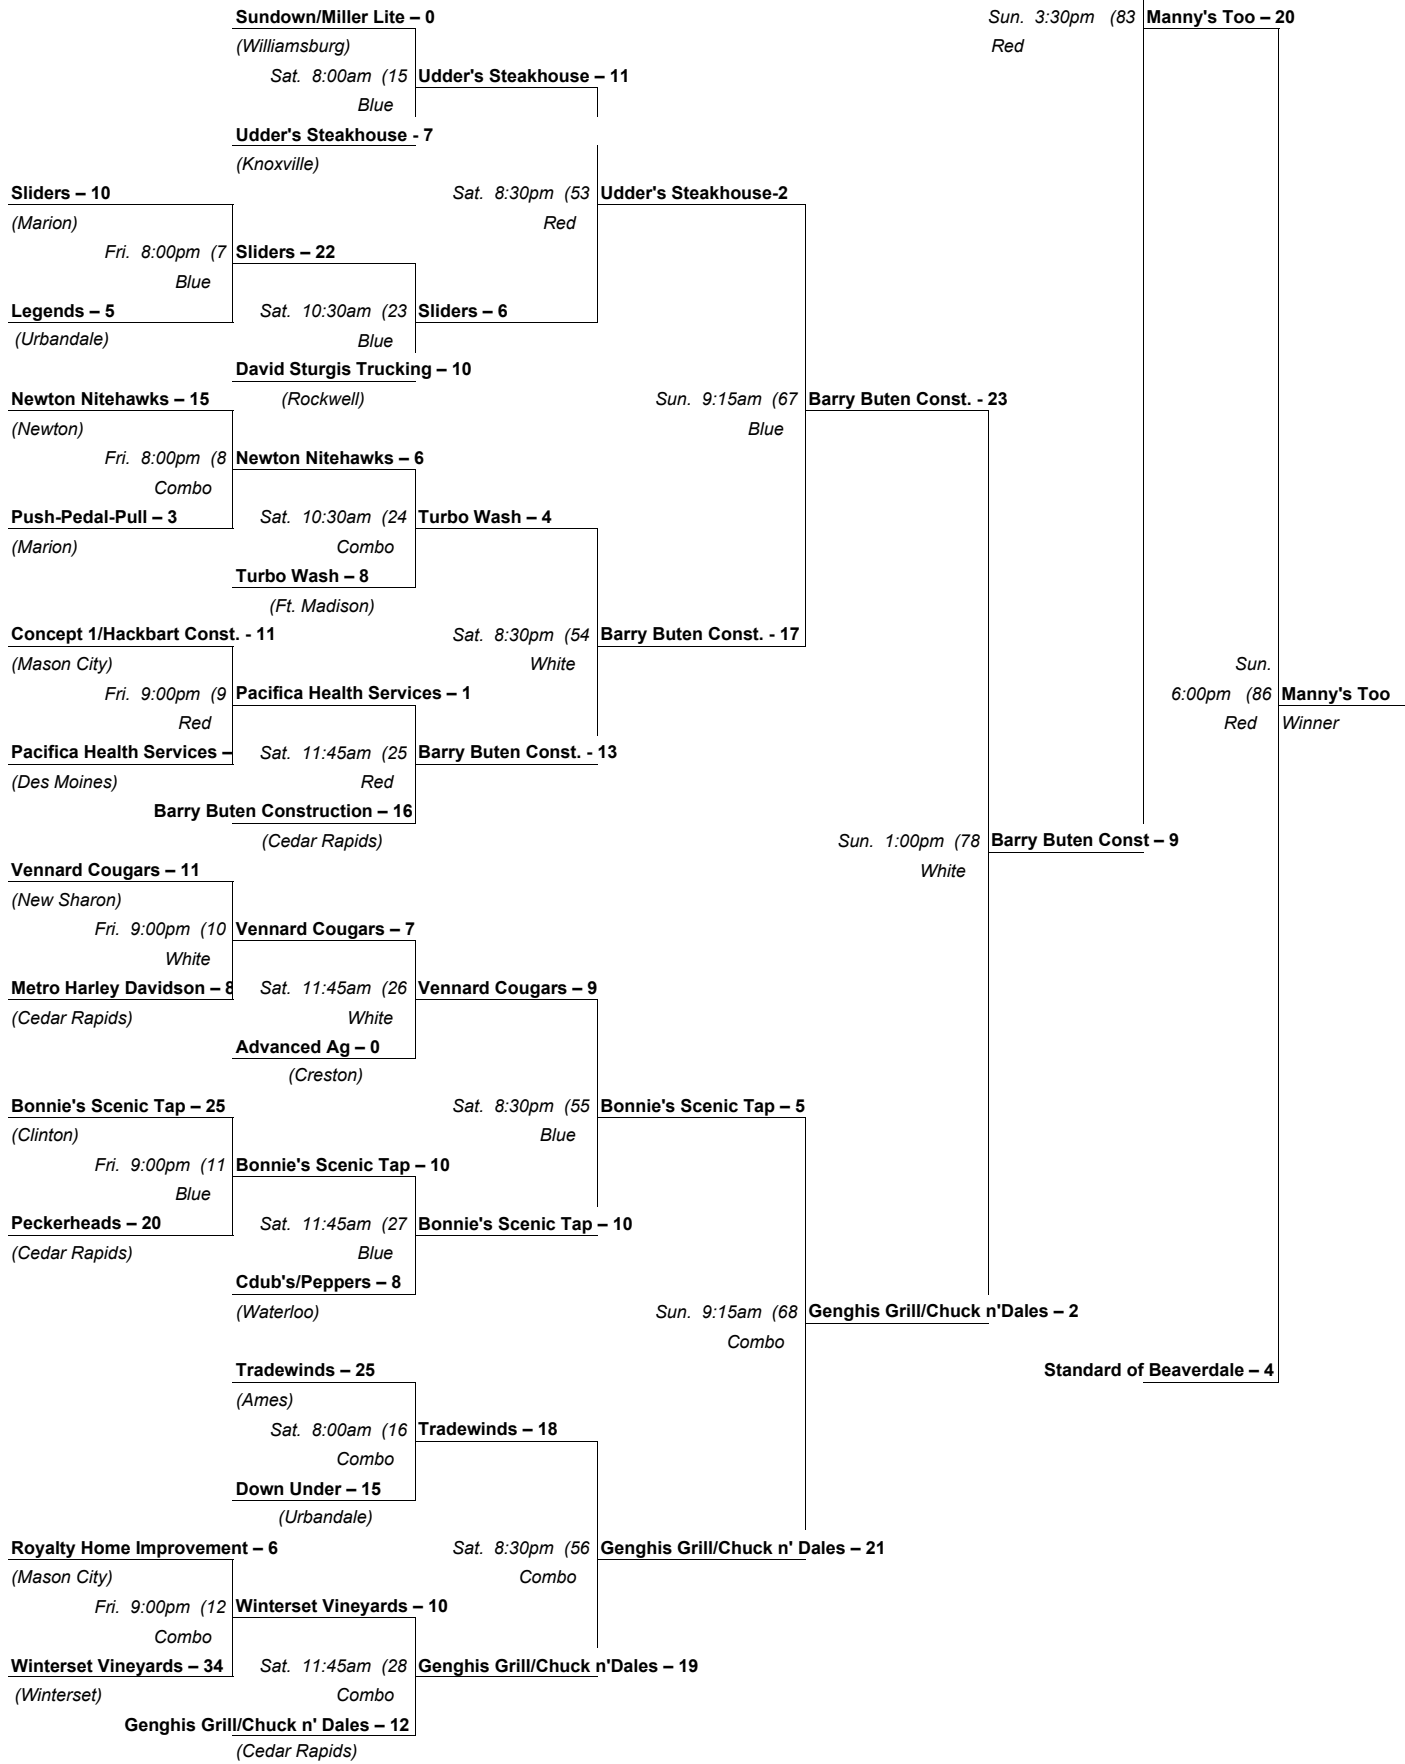 Sundown/Miller Lite – 0 Sun. 3:30pm (83 Manny's Too – 20
(Williamsburg) Red
Sat. 8:00am (15 Udder's Steakhouse – 11
Blue
Udder's Steakhouse - 7
(Knoxville)
Sliders – 10 Sat. 8:30pm (53 Udder's Steakhouse-2
(Marion) Red
Fri. 8:00pm (7 Sliders – 22
Blue
Legends – 5 Sat. 10:30am (23 Sliders – 6
(Urbandale) Blue
David Sturgis Trucking – 10
Newton Nitehawks – 15 (Rockwell) Sun. 9:15am (67 Barry Buten Const. - 23
(Newton) Blue
Fri. 8:00pm (8 Newton Nitehawks – 6
Combo
Push-Pedal-Pull – 3 Sat. 10:30am (24 Turbo Wash – 4
(Marion) Combo
Turbo Wash – 8
(Ft. Madison)
Concept 1/Hackbart Const. - 11 Sat. 8:30pm (54 Barry Buten Const. - 17
(Mason City) White Sun.
Fri. 9:00pm (9 Pacifica Health Services – 1 6:00pm (86 Manny's Too
Red Red Winner
Pacifica Health Services – Sat. 11:45am (25 Barry Buten Const. - 13
(Des Moines) Red
Barry Buten Construction – 16
(Cedar Rapids) Sun. 1:00pm (78 Barry Buten Const – 9
Vennard Cougars – 11 White
(New Sharon)
Fri. 9:00pm (10 Vennard Cougars – 7
White
Metro Harley Davidson – 8 Sat. 11:45am (26 Vennard Cougars – 9
(Cedar Rapids) White
Advanced Ag – 0
(Creston)
Bonnie's Scenic Tap – 25 Sat. 8:30pm (55 Bonnie's Scenic Tap – 5
(Clinton) Blue
Fri. 9:00pm (11 Bonnie's Scenic Tap – 10
Blue
Peckerheads – 20 Sat. 11:45am (27 Bonnie's Scenic Tap – 10
(Cedar Rapids) Blue
Cdub's/Peppers – 8
(Waterloo) Sun. 9:15am (68 Genghis Grill/Chuck n'Dales – 2
Combo
Tradewinds – 25 Standard of Beaverdale – 4
(Ames)
Sat. 8:00am (16 Tradewinds – 18
Combo
Down Under – 15
(Urbandale)
Royalty Home Improvement – 6 Sat. 8:30pm (56 Genghis Grill/Chuck n' Dales – 21
(Mason City) Combo
Fri. 9:00pm (12 Winterset Vineyards – 10
Combo
Winterset Vineyards – 34 Sat. 11:45am (28 Genghis Grill/Chuck n'Dales – 19
(Winterset) Combo
Genghis Grill/Chuck n' Dales – 12
(Cedar Rapids)